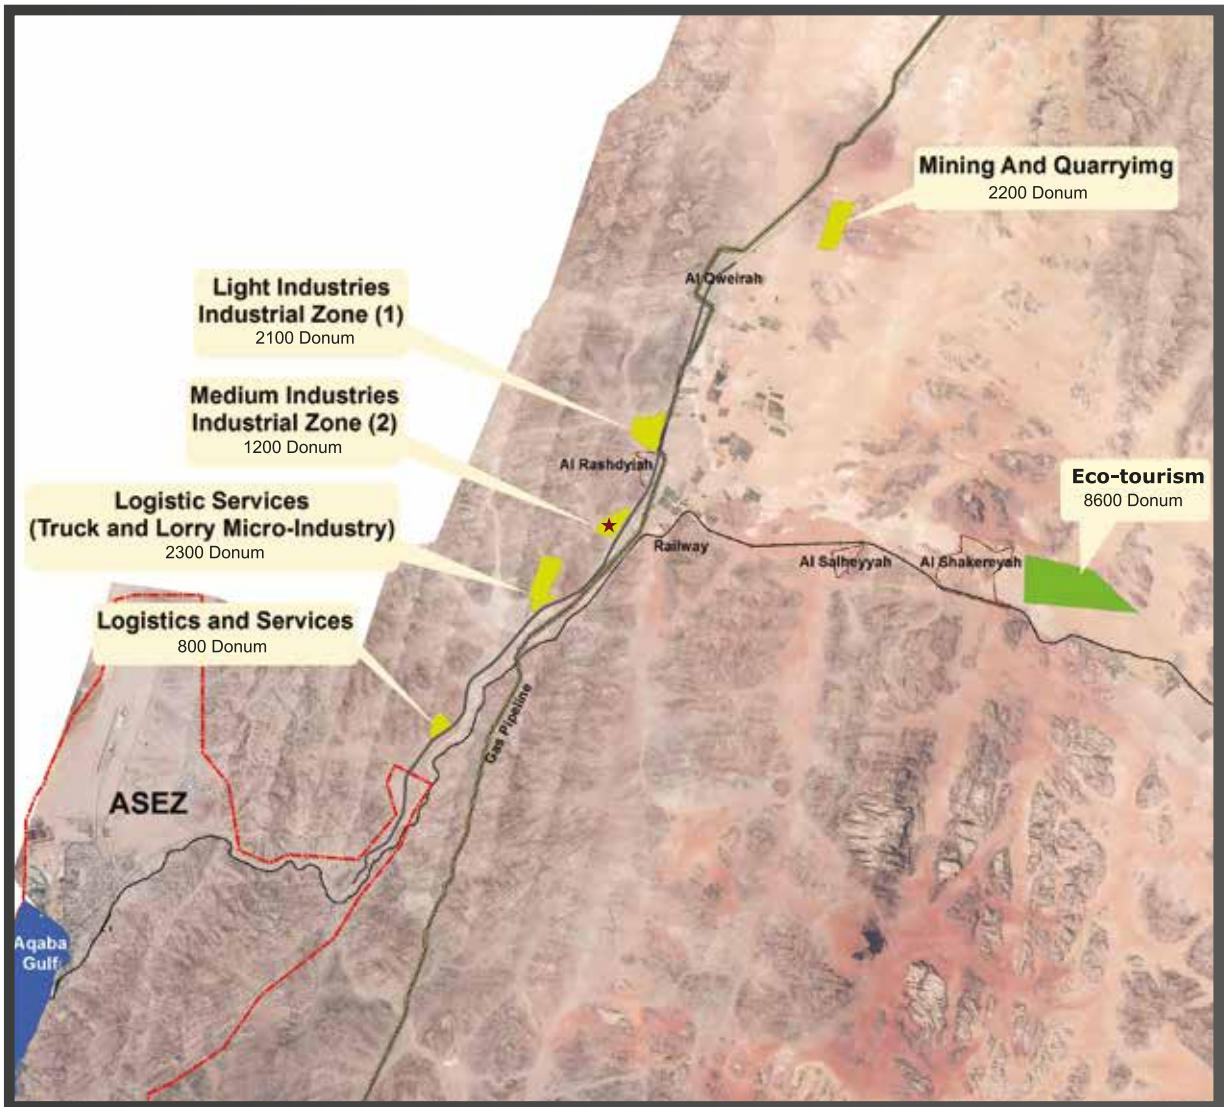 Mining And Quarryimg
2200 Donum
Al Qweirah
Light Industries
Industrial Zone (1)
2100 Donum
Medium Industries
Industrial Zone (2)
1200 Donum
Al Rashdyiah
Eco-tourism
8600 Donum
Logistic Services
(Truck and Lorry Micro-Industry)
2300 Donum
Railway
Al Salheyyah
Al Shakereyah
Logistics and Services
800 Donum
Gas Pipeline
ASEZ
Aqaba
Gulf